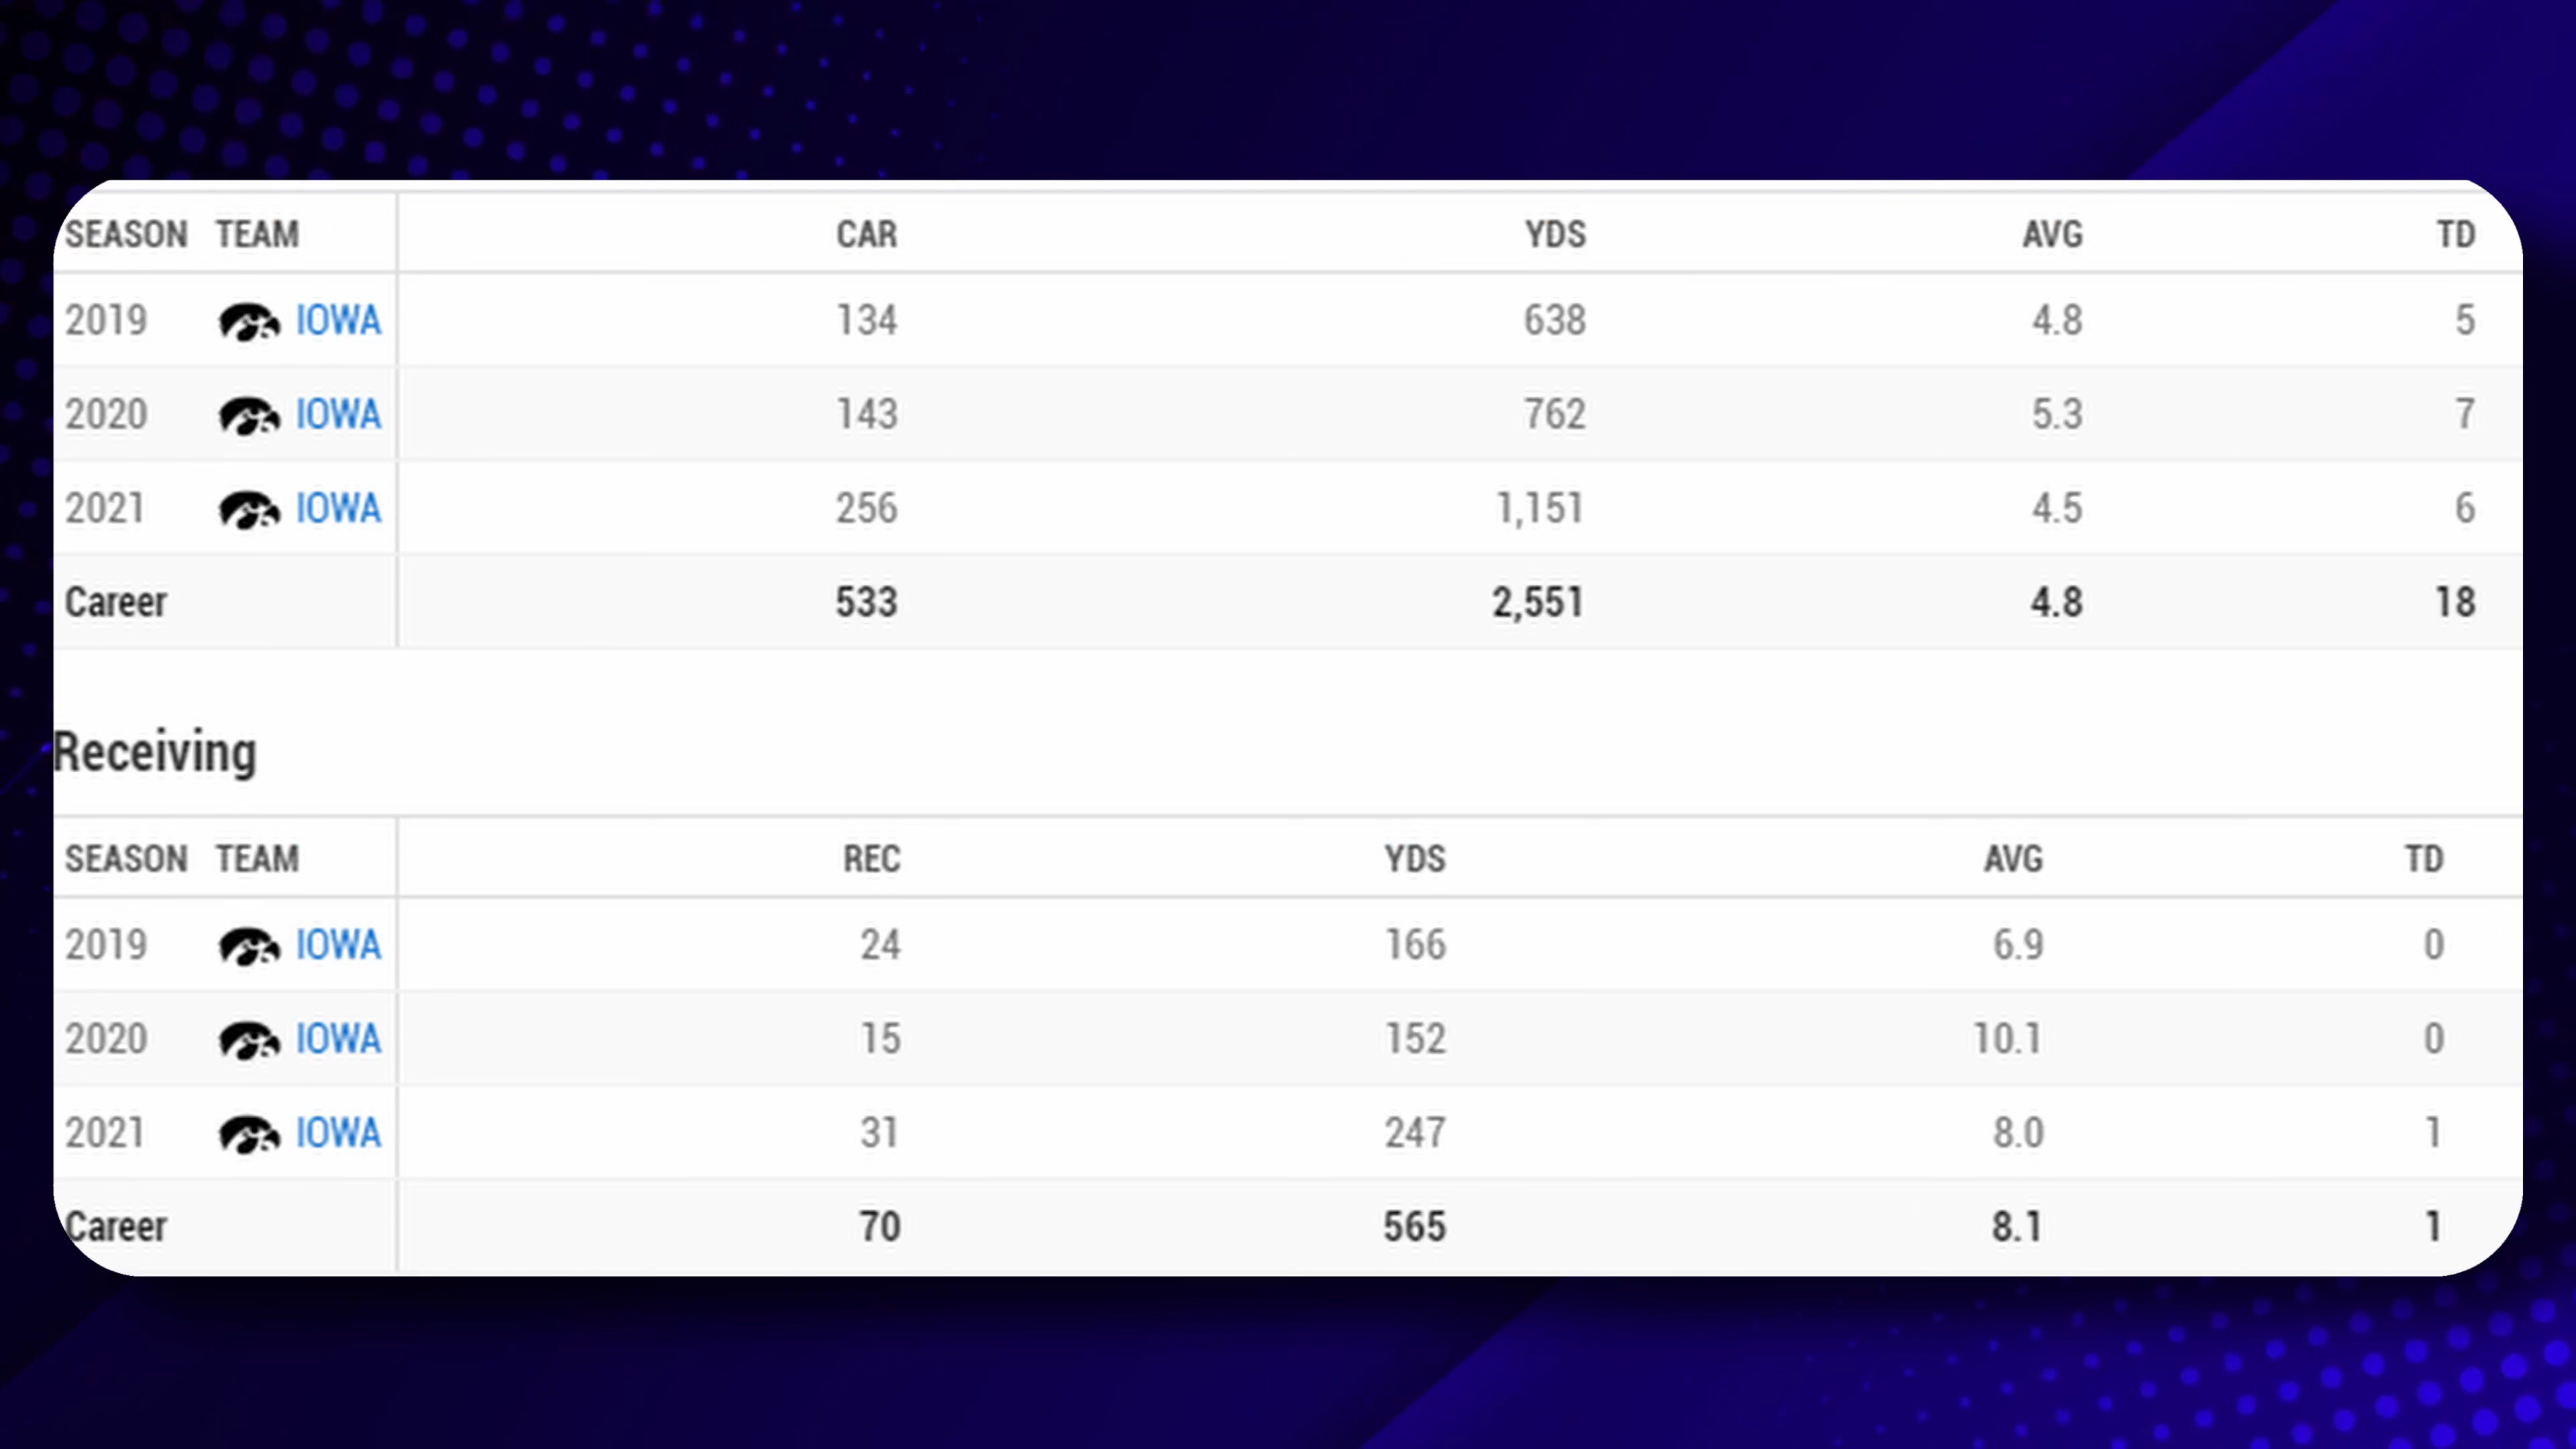 SEASON TEAM CAR YDS AVG TD
2019 IOWA 134 638 4.8 5
2020 IOWA 143 762 5.3 7
2021 IOWA 256 1,151 4.5 6
Career 533 2,551 4.8 18
Receiving
SEASON TEAM REC YDS AVG TD
2019 IOWA 24 166 6.9 0
2020 IOWA 15 152 10.1 0
2021 IOWA 31 247 8.0 1
Career 70 565 8.1 1